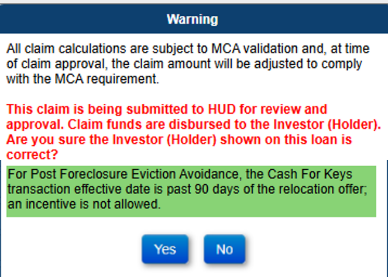 Warning
All claim calculations are subject to MCA validation and, at time
of claim approval, the claim amount will be adjusted to comply
with the MCA requirement.
This claim is being submitted to HUD for review and
approval. Claim funds are disbursed to the Investor (Holder).
Are you sure the Investor (Holder) shown on this loan is
correct?
For Post Foreclosure Eviction Avoidance, the Cash For Keys
transaction effective date is past 90 days of the relocation offer;
an incentive is not allowed.
Yes
No